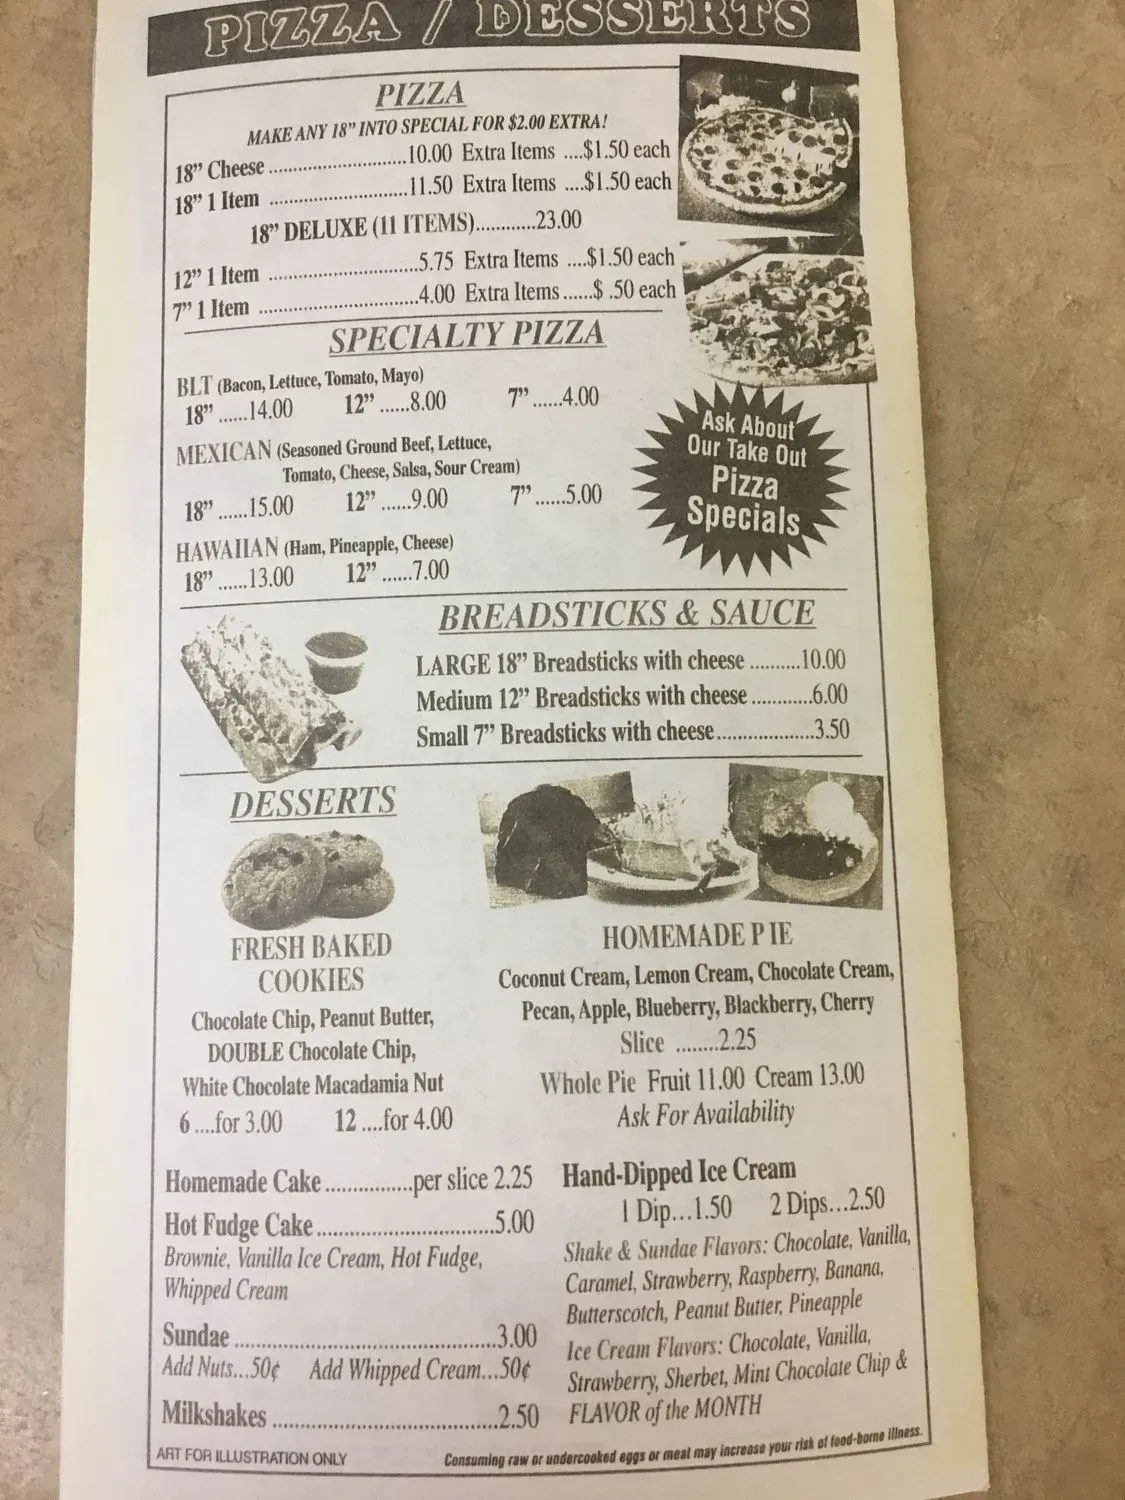 PIZZA / DESSERTS
PIZZA
MAKE ANY 18” INTO SPECIAL FOR $2.00 EXTRA!
18” Cheese ..........................10.00 Extra Items ....$1.50 each
18” 1 Item ..........................11.50 Extra Items ....$1.50 each
18” DELUXE (11 ITEMS)...........23.00
12” 1 Item ..............................5.75 Extra Items ....$1.50 each
7” 1 Item ................................4.00 Extra Items......$ .50 each
SPECIALTY PIZZA
BLT (Bacon, Lettuce, Tomato, Mayo)
18” ......14.00 12” ......8.00 7” ......4.00
MEXICAN (Seasoned Ground Beef, Lettuce,
Tomato, Cheese, Salsa, Sour Cream)
18” ......15.00 12” ......9.00 7” ......5.00
HAWAIIAN (Ham, Pineapple, Cheese)
18” ......13.00 12” ......7.00
Ask About
Our Take Out
Pizza
Specials
BREADSTICKS & SAUCE
LARGE 18” Breadsticks with cheese ..........10.00
Medium 12” Breadsticks with cheese ............6.00
Small 7” Breadsticks with cheese...................3.50
DESSERTS
FRESH BAKED
COOKIES
Chocolate Chip, Peanut Butter,
DOUBLE Chocolate Chip,
White Chocolate Macadamia Nut
6 ....for 3.00 12 ....for 4.00
HOMEMADE P IE
Coconut Cream, Lemon Cream, Chocolate Cream,
Pecan, Apple, Blueberry, Blackberry, Cherry
Slice ........2.25
Whole Pie Fruit 11.00 Cream 13.00
Ask For Availability
Homemade Cake ................per slice 2.25
Hot Fudge Cake.................................5.00
Brownie, Vanilla Ice Cream, Hot Fudge,
Whipped Cream
Sundae ................................................3.00
Add Nuts...50¢ Add Whipped Cream...50¢
Milkshakes .........................................2.50
Hand-Dipped Ice Cream
1 Dip...1.50 2 Dips...2.50
Shake & Sundae Flavors: Chocolate, Vanilla,
Caramel, Strawberry, Raspberry, Banana,
Butterscotch, Peanut Butter, Pineapple
Ice Cream Flavors: Chocolate, Vanilla,
Strawberry, Sherbet, Mint Chocolate Chip &
FLAVOR of the MONTH
ART FOR ILLUSTRATION ONLY
Consuming raw or undercooked eggs or meat may increase your risk of food-borne illness.